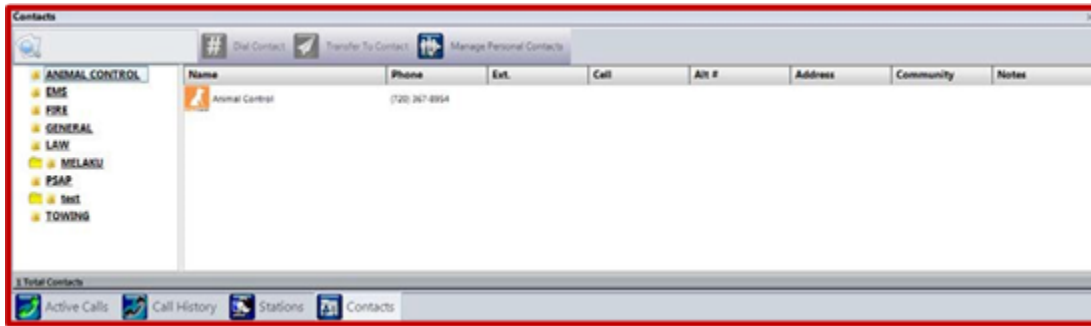 Contacts
# Dial Contact Transfer To Contact Manage Personal Contacts
ANIMAL CONTROL
EMS
FIRE
GENERAL
LAW
MELAKU
PSAP
test
TOWING
Name Phone Ext. Cell Alt # Address Community Notes
Animal Control (720) 367-8954
1 Total Contacts
Active Calls Call History Stations Contacts